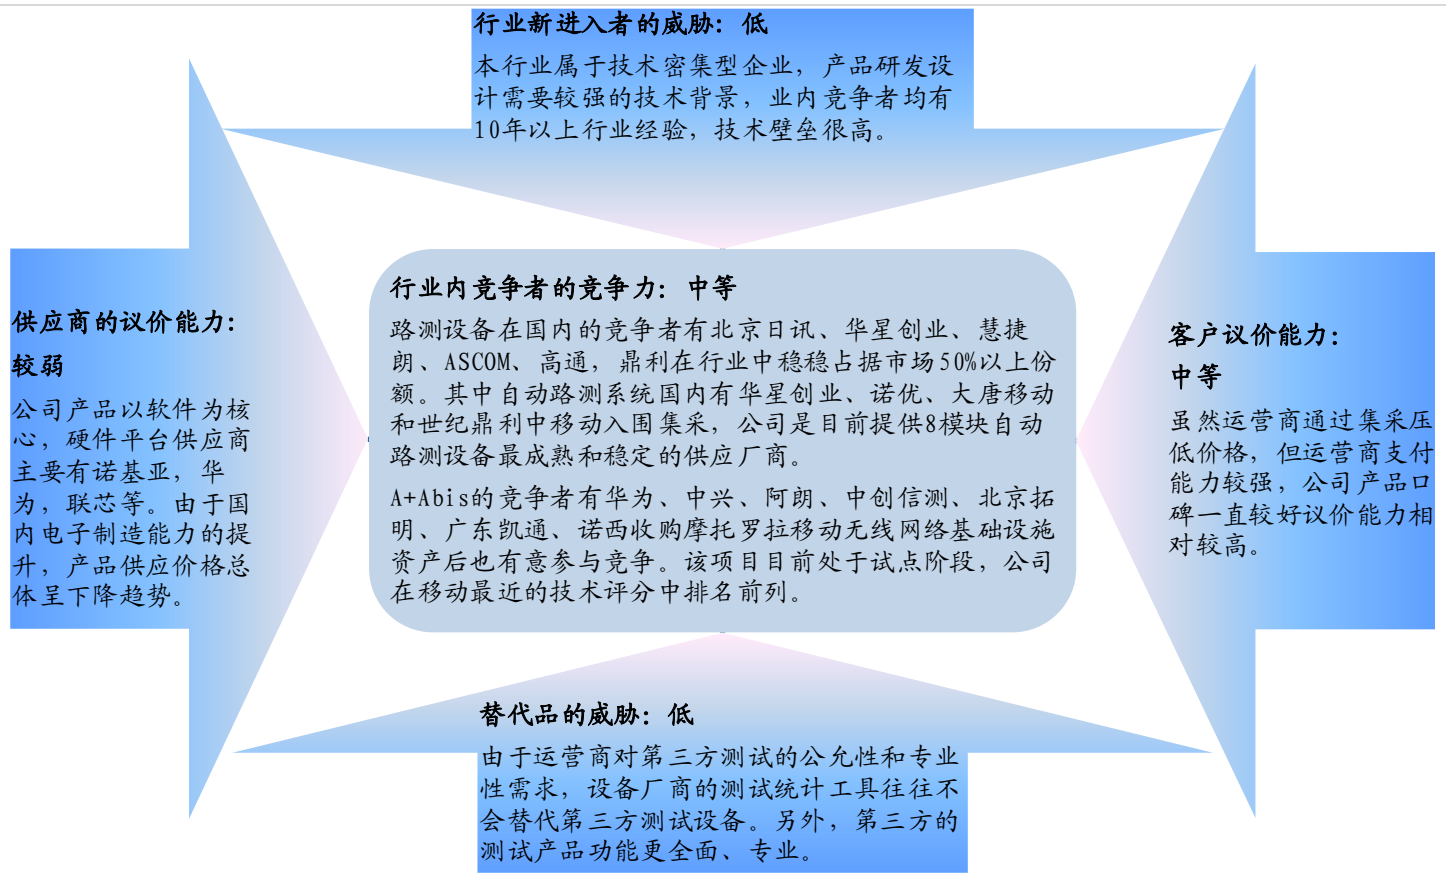 行业新进入者的威胁：低
本行业属于技术密集型企业，产品研发设
计需要较强的技术背景，业内竞争者均有
10年以上行业经验，技术壁垒很高。
供应商的议价能力：
较弱
公司产品以软件为核
心，硬件平台供应商
主要有诺基亚，华
为，联芯等。由于国
内电子制造能力的提
升，产品供应价格总
体呈下降趋势。
行业内竞争者的竞争力：中等
路测设备在国内的竞争者有北京日讯、华星创业、慧捷
朗、ASCOM、高通，鼎利在行业中稳稳占据市场50%以上份
额。其中自动路测系统国内有华星创业、诺优、大唐移动
和世纪鼎利中移动入围集采，公司是目前提供8模块自动
路测设备最成熟和稳定的供应厂商。
A+Abis的竞争者有华为、中兴、阿朗、中创信测、北京拓
明、广东凯通、诺西收购摩托罗拉移动无线网络基础设施
资产后也有意参与竞争。该项目目前处于试点阶段，公司
在移动最近的技术评分中排名前列。
客户议价能力：
中等
虽然运营商通过集采压
低价格，但运营商支付
能力较强，公司产品口
碑一直较好议价能力相
对较高。
替代品的威胁：低
由于运营商对第三方测试的公允性和专业
性需求，设备厂商的测试统计工具往往不
会替代第三方测试设备。另外，第三方的
测试产品功能更全面、专业。